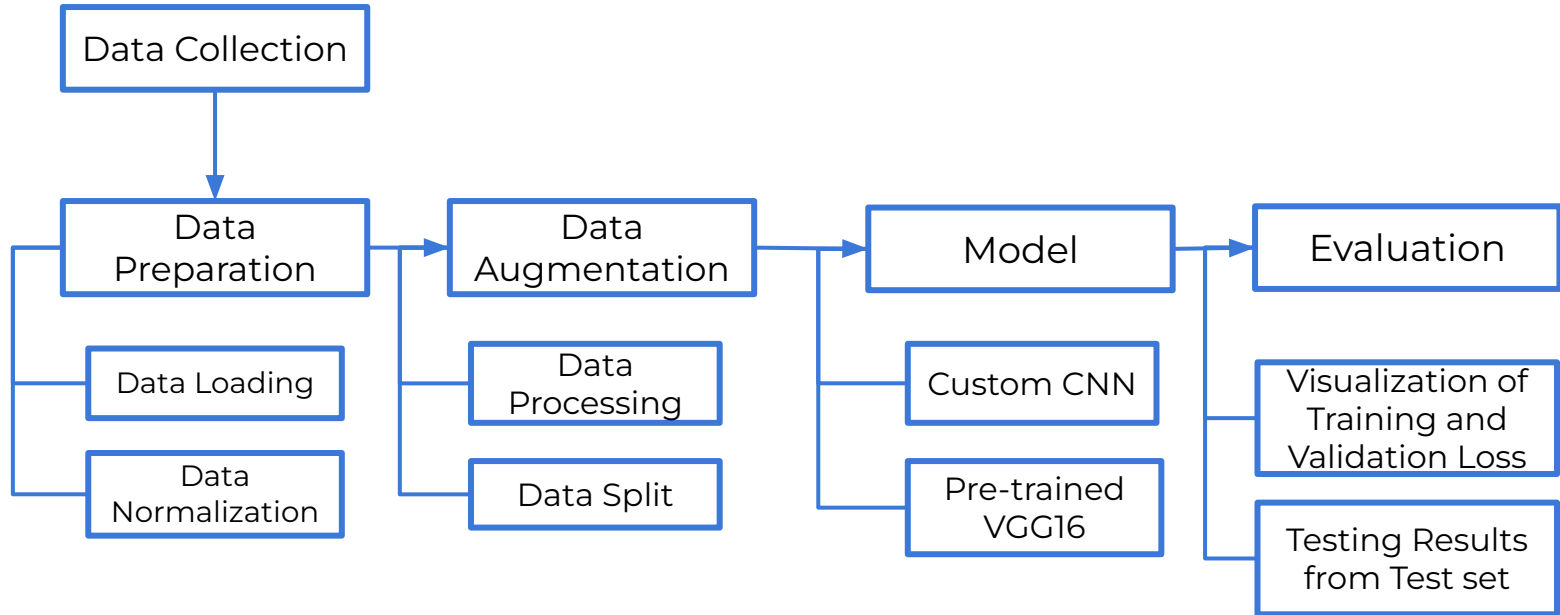 Data Collection
Data
Preparation
Data Loading
Data
Normalization
Data
Augmentation
Data
Processing
Data Split
Model
Custom CNN
Pre-trained
VGG16
Evaluation
Visualization of
Training and
Validation Loss
Testing Results
from Test set